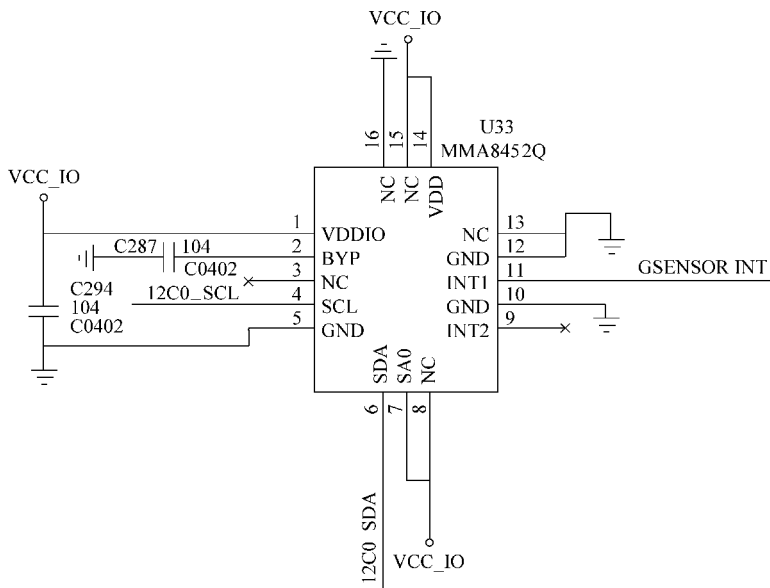 VCC_IO
16
15
14
U33
MMA8452Q
NC
NC
VDD
VCC_IO
1
VDDIO
2
BYP
3
NC
4
SCL
5
GND
C287
104
C0402
C294
104
C0402
12C0_SCL
13
NC
12
GND
11
INT1
10
GND
9
INT2
GSENSOR INT
SDA
SA0
NC
6
7
8
12C0 SDA
VCC_IO